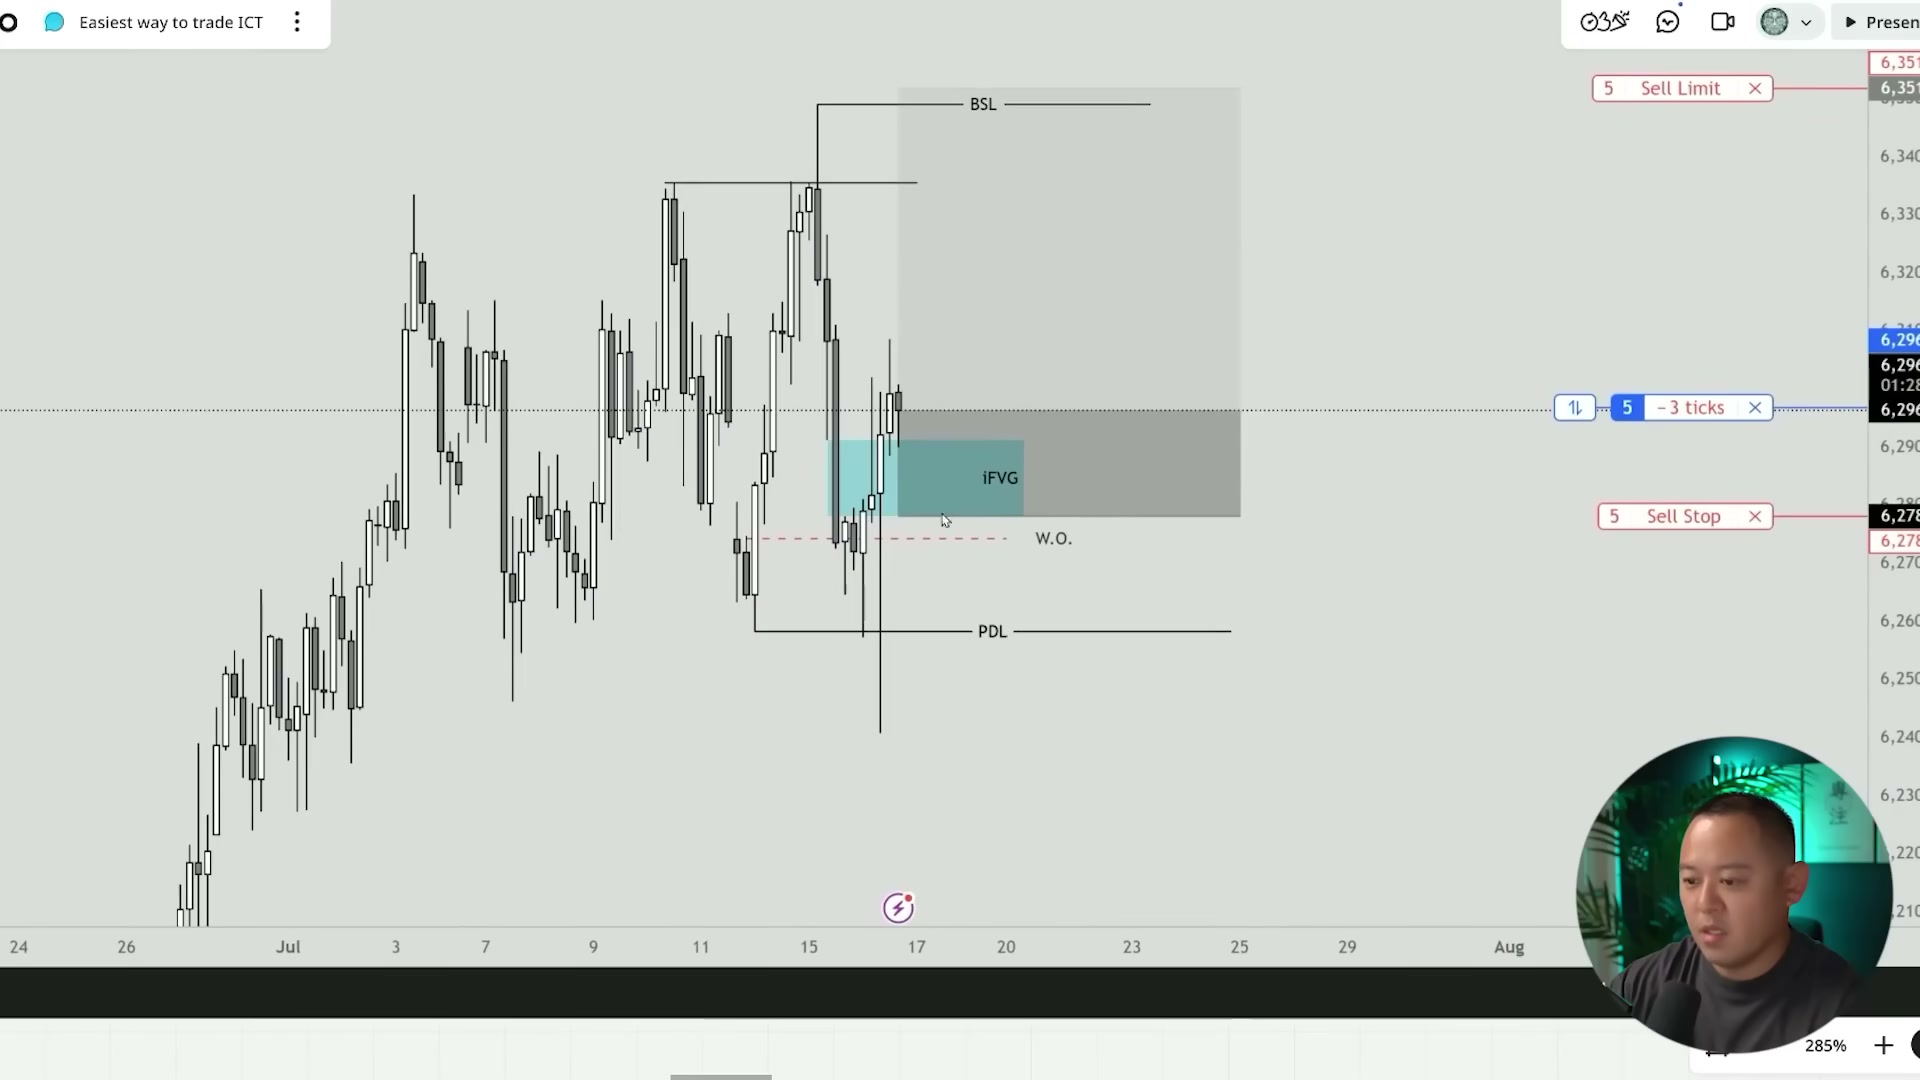 Easiest way to trade ICT
Presen
6,351
5 Sell Limit
6,351
BSL
6,340
6,330
6,320
6,296
6,296
01:28
5 -3 ticks
6,296
6,290
iFVG
5 Sell Stop
6,278
W.O.
6,278
6,270
6,260
PDL
6,250
6,240
6,230
專
注
24 26 Jul 3 7 9 11 15 17 20 23 25 29 Aug
285%